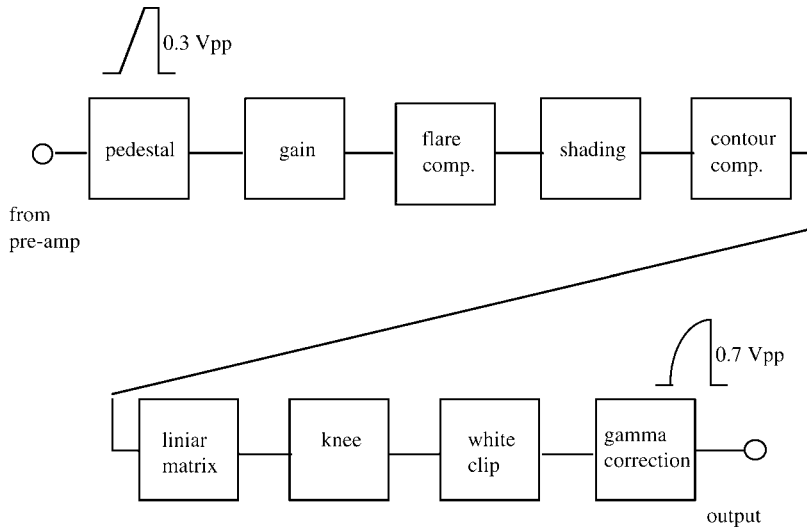 0.3 Vpp
pedestal
gain
flare
comp.
shading
contour
comp.
from
pre-amp
0.7 Vpp
liniar
matrix
knee
white
clip
gamma
correction
output